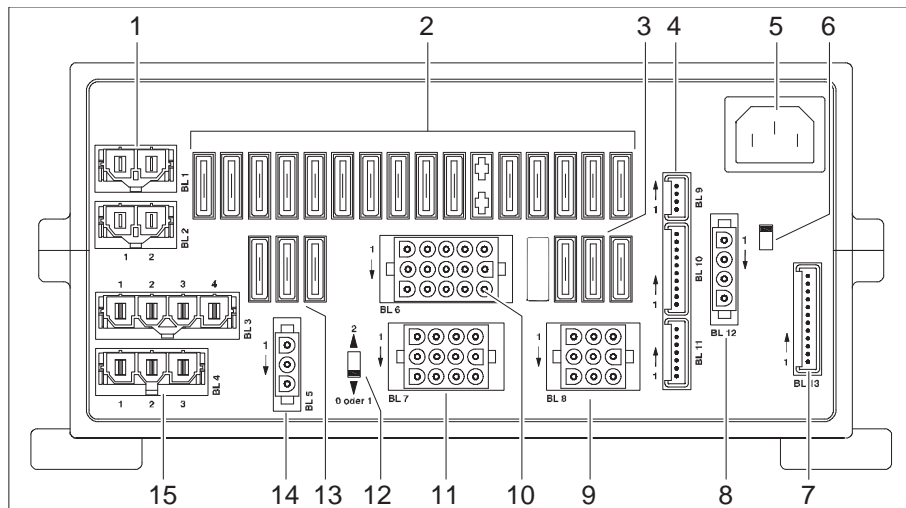 1 2 3 4 5 6
BL 1
BL 2
1 2
1 2 3 4
BL 3
BL 4
1 2 3
1
BL 5
2
0 oder 1
1
BL 6
1
BL 7
1
BL 8
BL 9
1
BL 10
1
BL 11
1
1
BL 12
1
BL 13
15 14 13 12 11 10 9 8 7